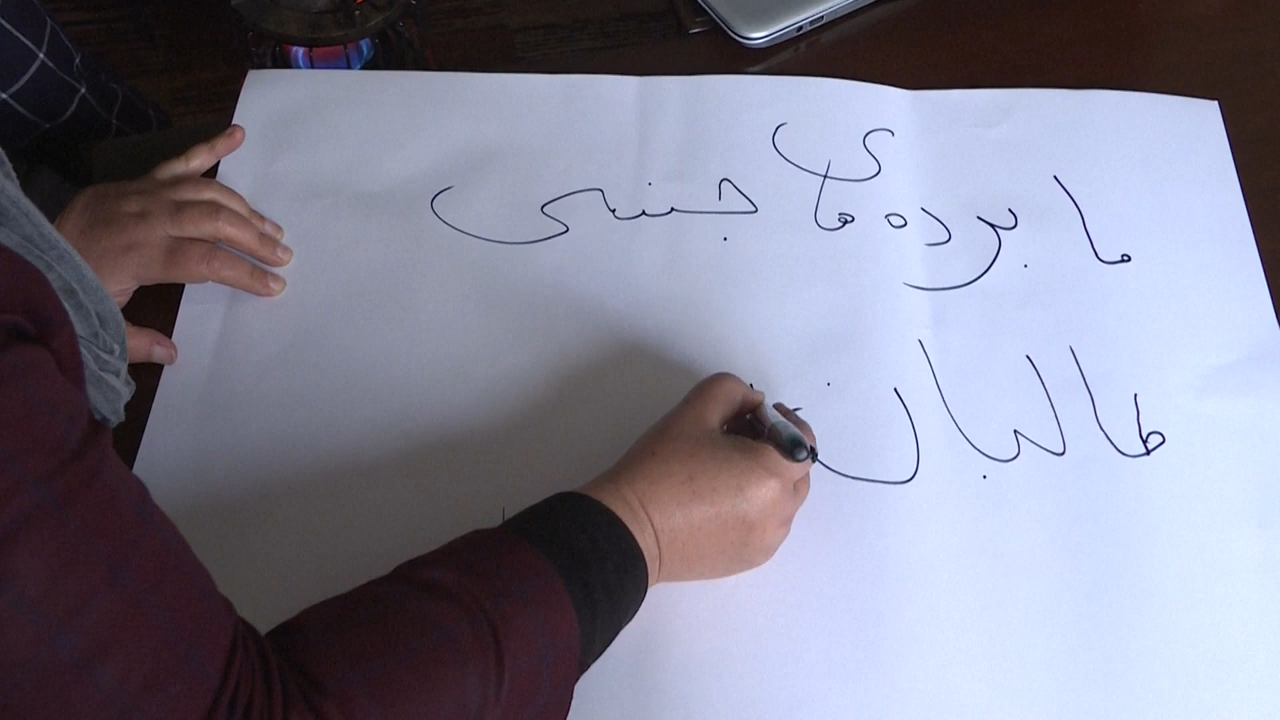 ما برده های جنسی
طالبان